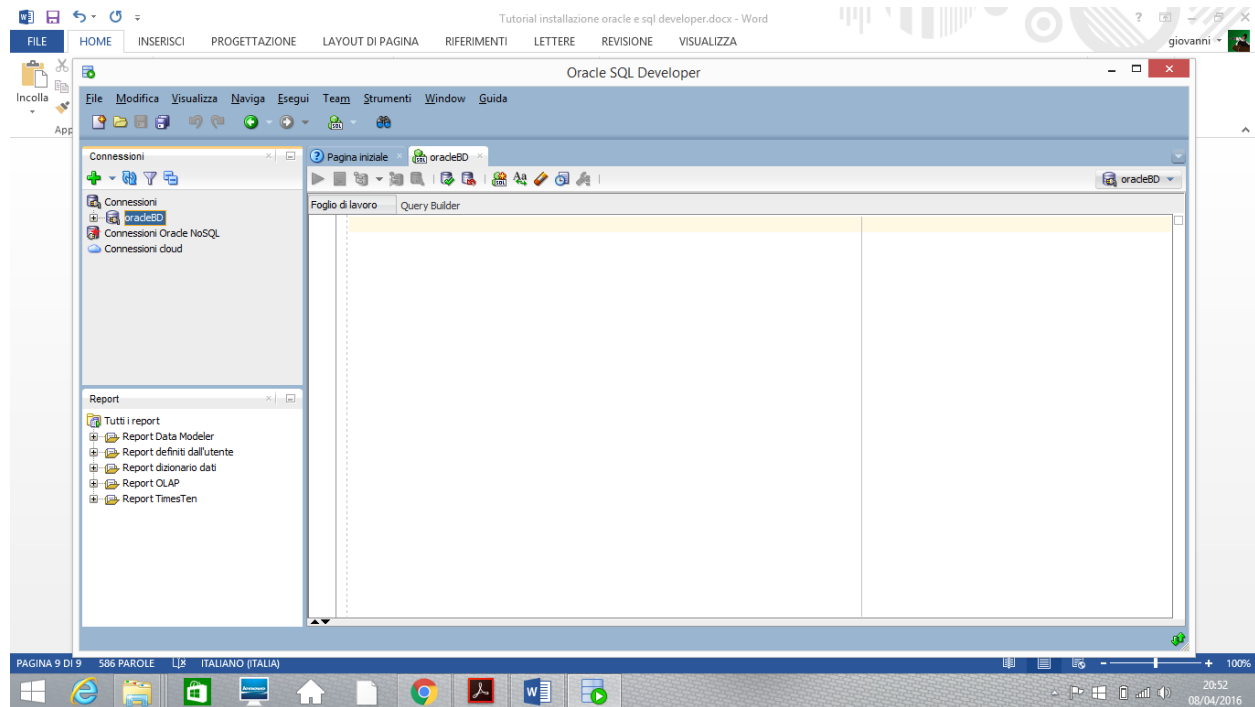 Tutorial installazione oracle e sql developer.docx - Word
FILE HOME INSERISCI PROGETTAZIONE LAYOUT DI PAGINA RIFERIMENTI LETTERE REVISIONE VISUALIZZA giovanni
Incolla
App
Oracle SQL Developer
File Modifica Visualizza Naviga Esegui Team Strumenti Window Guida
Connessioni
Connessioni
oracleBD
Connessioni Oracle NoSQL
Connessioni cloud
Pagina iniziale oracleBD
oracleBD
Foglio di lavoro Query Builder
Report
Tutti i report
Report Data Modeler
Report definiti dall'utente
Report dizionario dati
Report OLAP
Report TimesTen
PAGINA 9 DI 9 586 PAROLE ITALIANO (ITALIA) 100%
20:52
08/04/2016